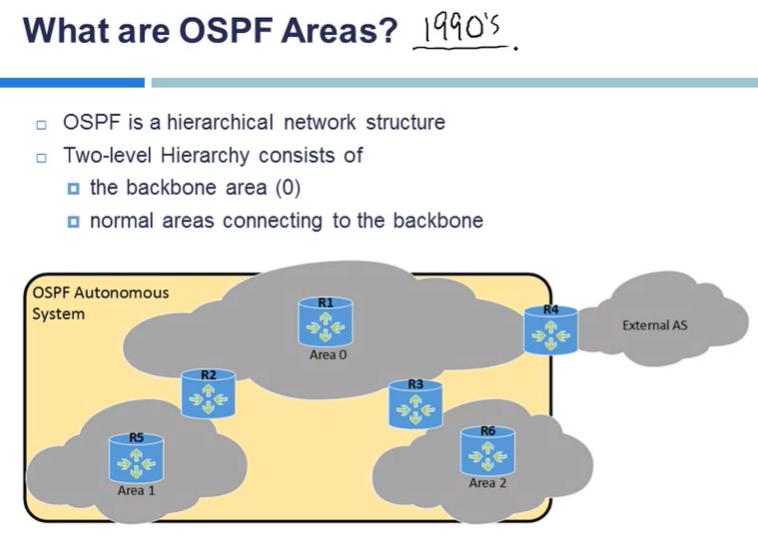 What are OSPF Areas? 1990's.
OSPF is a hierarchical network structure
Two-level Hierarchy consists of
the backbone area (0)
normal areas connecting to the backbone
OSPF Autonomous
System
R1
Area 0
R4
External AS
R2
R3
R5
Area 1
R6
Area 2